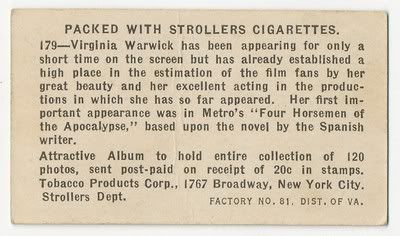 PACKED WITH STROLLERS CIGARETTES.
179—Virginia Warwick has been appearing for only a
short time on the screen but has already established a
high place in the estimation of the film fans by her
great beauty and her excellent acting in the produc-
tions in which she has so far appeared. Her first im-
portant appearance was in Metro's "Four Horsemen of
the Apocalypse," based upon the novel by the Spanish
writer.
Attractive Album to hold entire collection of 120
photos, sent post-paid on receipt of 20c in stamps.
Tobacco Products Corp., 1767 Broadway, New York City.
Strollers Dept. FACTORY NO. 81. DIST. OF VA.